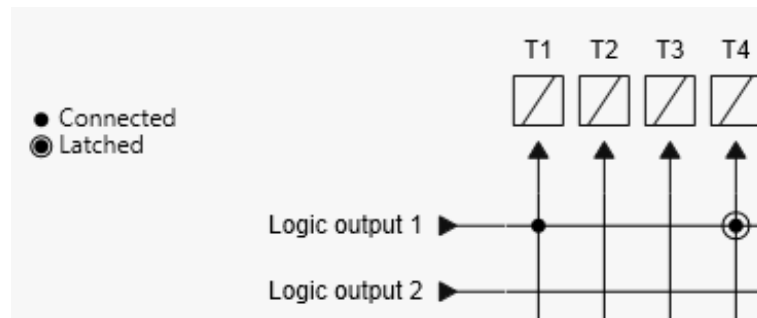 T1 T2 T3 T4
Connected
Latched
Logic output 1
Logic output 2